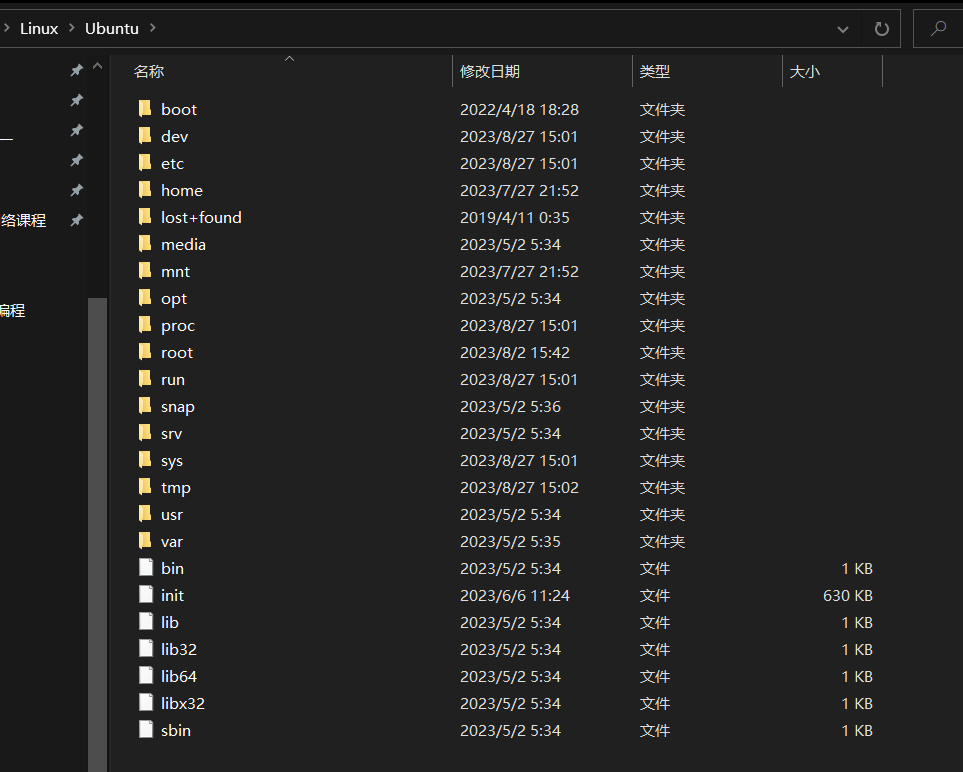 Linux Ubuntu
名称 修改日期 类型 大小
boot 2022/4/18 18:28 文件夹
dev 2023/8/27 15:01 文件夹
etc 2023/8/27 15:01 文件夹
home 2023/7/27 21:52 文件夹
lost+found 2019/4/11 0:35 文件夹
络课程
media 2023/5/2 5:34 文件夹
mnt 2023/7/27 21:52 文件夹
opt 2023/5/2 5:34 文件夹
编程
proc 2023/8/27 15:01 文件夹
root 2023/8/2 15:42 文件夹
run 2023/8/27 15:01 文件夹
snap 2023/5/2 5:36 文件夹
srv 2023/5/2 5:34 文件夹
sys 2023/8/27 15:01 文件夹
tmp 2023/8/27 15:02 文件夹
usr 2023/5/2 5:34 文件夹
var 2023/5/2 5:35 文件夹
bin 2023/5/2 5:34 文件 1 KB
init 2023/6/6 11:24 文件 630 KB
lib 2023/5/2 5:34 文件 1 KB
lib32 2023/5/2 5:34 文件 1 KB
lib64 2023/5/2 5:34 文件 1 KB
libx32 2023/5/2 5:34 文件 1 KB
sbin 2023/5/2 5:34 文件 1 KB